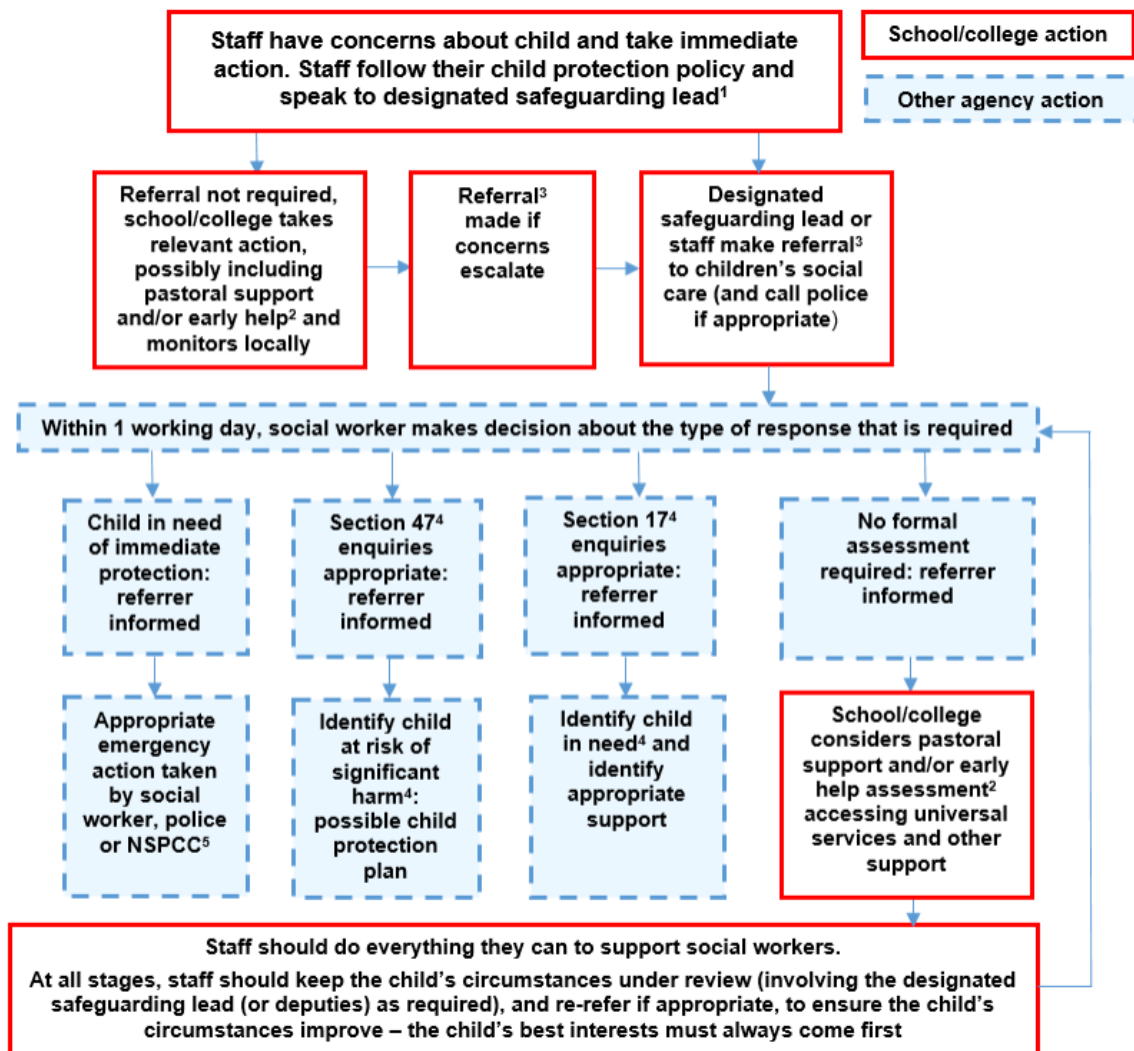 Staff have concerns about child and take immediate
action. Staff follow their child protection policy and
speak to designated safeguarding lead¹
School/college action
Other agency action
Referral not required,
school/college takes
relevant action,
possibly including
pastoral support
and/or early help² and
monitors locally
Referral³
made if
concerns
escalate
Designated
safeguarding lead or
staff make referral³
to children’s social
care (and call police
if appropriate)
Within 1 working day, social worker makes decision about the type of response that is required
Child in need
of immediate
protection:
referrer
informed
Section 47⁴
enquiries
appropriate:
referrer
informed
Section 17⁴
enquiries
appropriate:
referrer
informed
No formal
assessment
required: referrer
informed
Appropriate
emergency
action taken
by social
worker, police
or NSPCC⁵
Identify child
at risk of
significant
harm⁴:
possible child
protection
plan
Identify child
in need⁴ and
identify
appropriate
support
School/college
considers pastoral
support and/or early
help assessment²
accessing universal
services and other
support
Staff should do everything they can to support social workers.
At all stages, staff should keep the child’s circumstances under review (involving the designated
safeguarding lead (or deputies) as required), and re-refer if appropriate, to ensure the child’s
circumstances improve – the child’s best interests must always come first